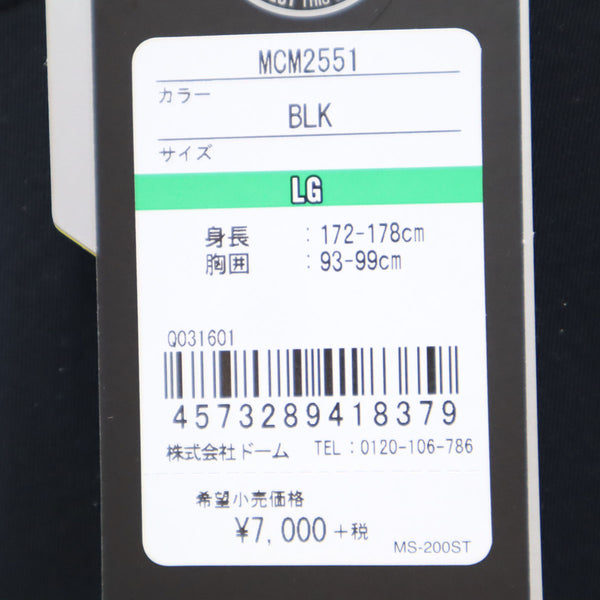 MCM2551
カラー
BLK
サイズ
LG
身長 : 172-178cm
胸囲 : 93-99cm
Q031601
4573289418379
株式会社ドーム TEL:0120-106-786
希望小売価格
¥7,000+税
MS-200ST